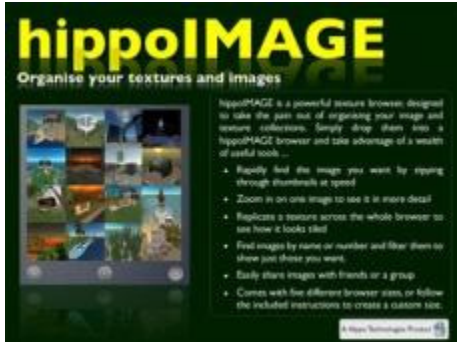 hippoIMAGE
Organise your textures and images
hippoIMAGE is a powerful texture browser, designed
to take the pain out of organising your image and
texture collections. Simply drop them into a
hippoIMAGE browser and take advantage of a wealth
of useful tools ...
• Rapidly find the image you want by zipping
through thumbnails at speed
• Zoom in on one image to see it in more detail
• Replicate a texture across the whole browser to
see how it looks tiled
• Find images by name or number and filter them to
show just those you want.
• Easily share images with friends or a group
• Comes with five different browser sizes, or follow
the included instructions to create a custom size.
A Hippo Technologies Product